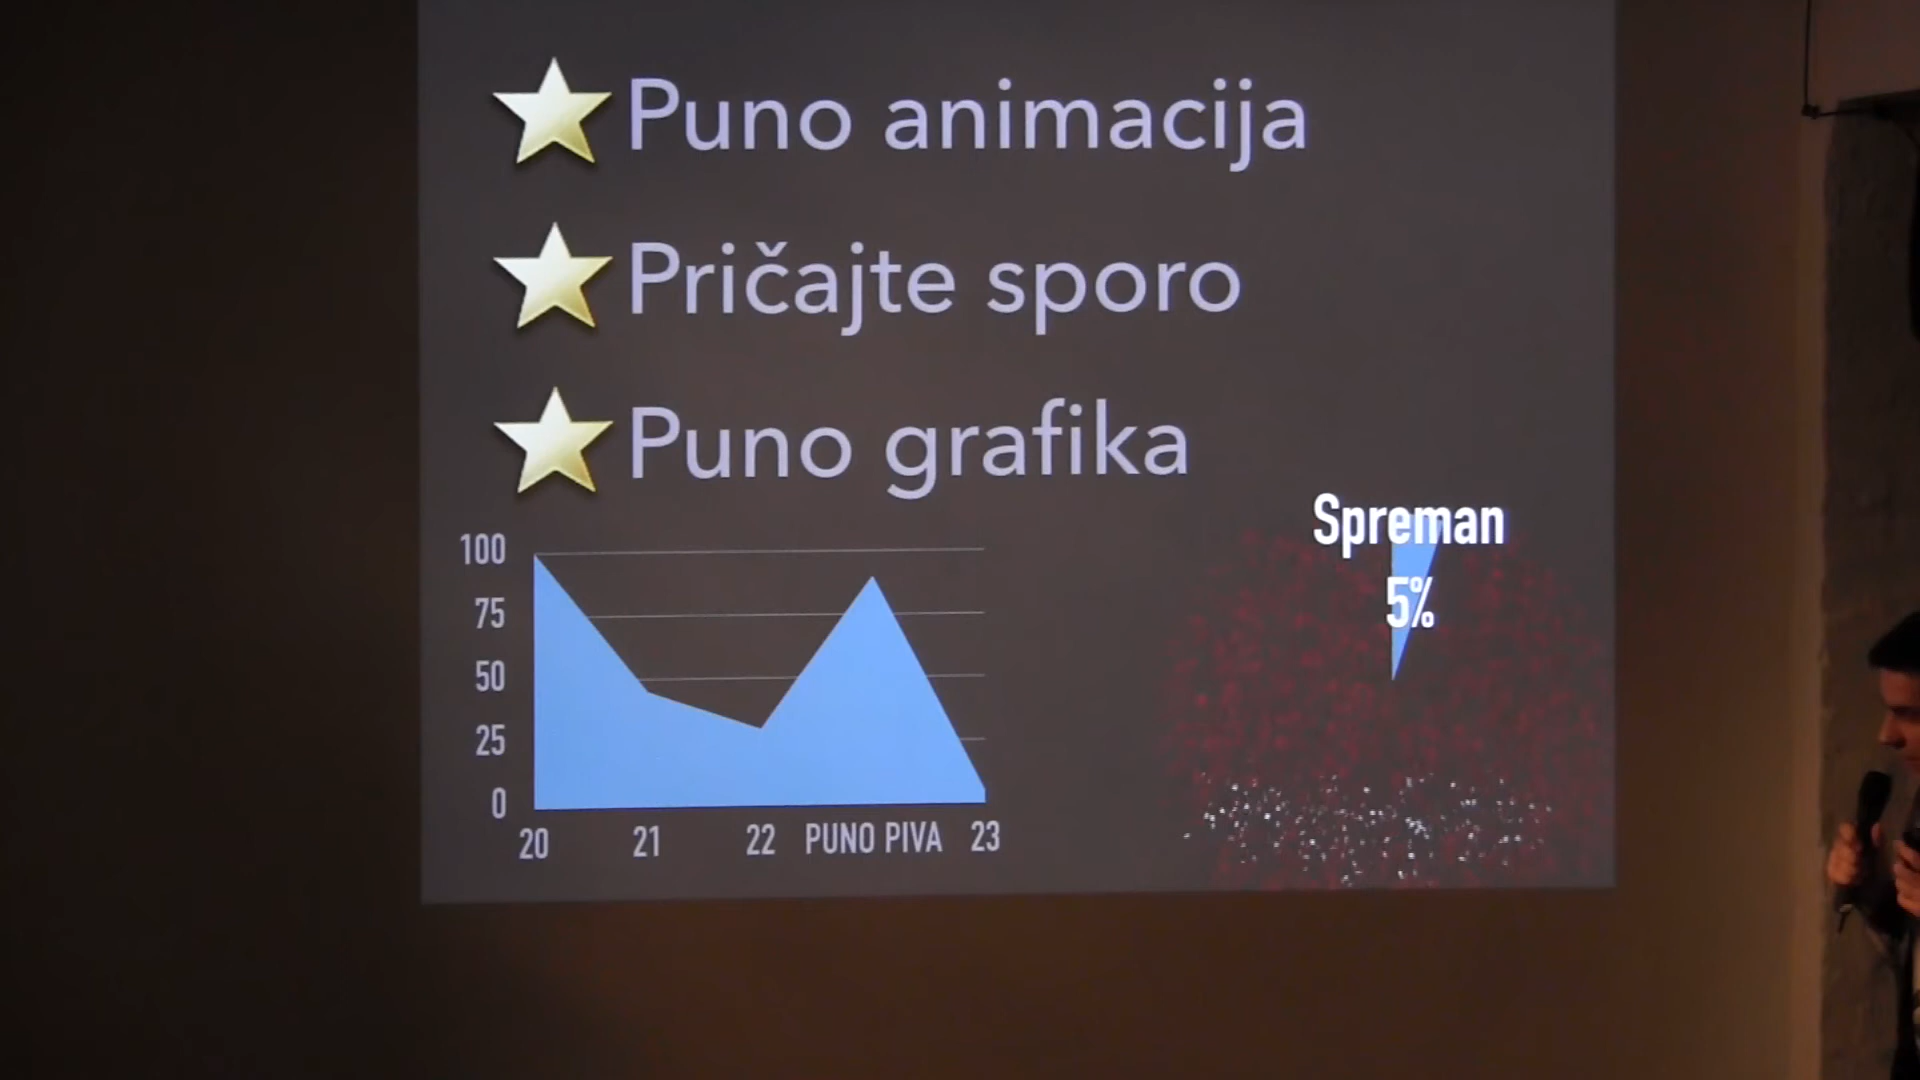 Puno animacija
Pričajte sporo
Puno grafika
Spreman
5%
100
75
50
25
0
20 21 22 PUNO PIVA 23